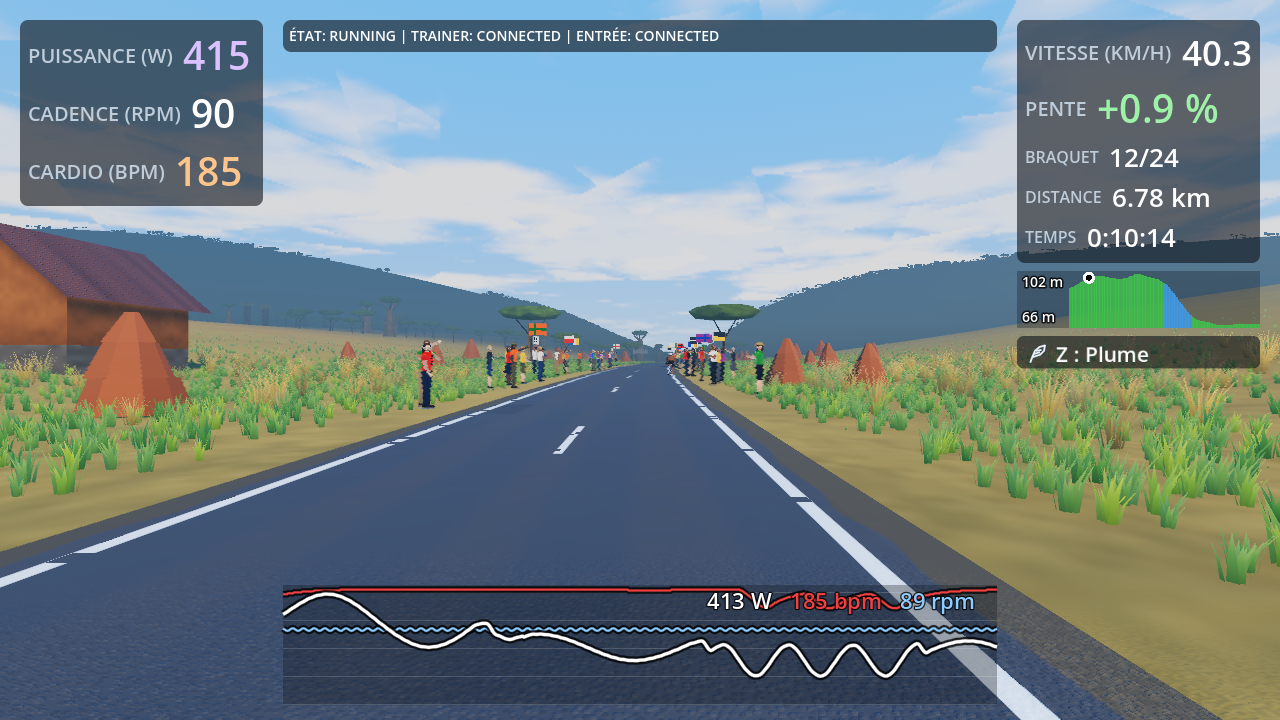 PUISSANCE (W) 415
CADENCE (RPM) 90
CARDIO (BPM) 185
ÉTAT: RUNNING | TRAINER: CONNECTED | ENTRÉE: CONNECTED
VITESSE (KM/H) 40.3
PENTE +0.9 %
BRAQUET 12/24
DISTANCE 6.78 km
TEMPS 0:10:14
102 m
66 m
Z : Plume
413 W 185 bpm 89 rpm